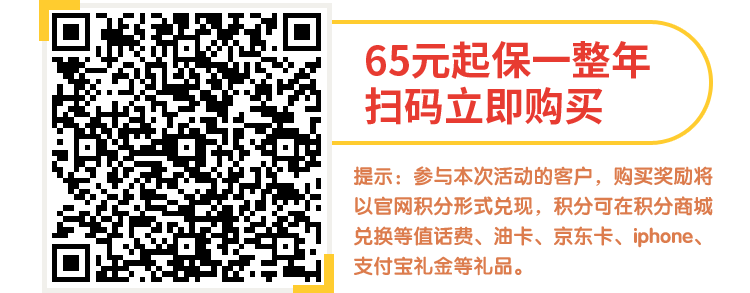 65元起保一整年
扫码立即购买
提示：参与本次活动的客户，购买奖励将
以官网积分形式兑现，积分可在积分商城
兑换等值话费、油卡、京东卡、iphone、
支付宝礼金等礼品。